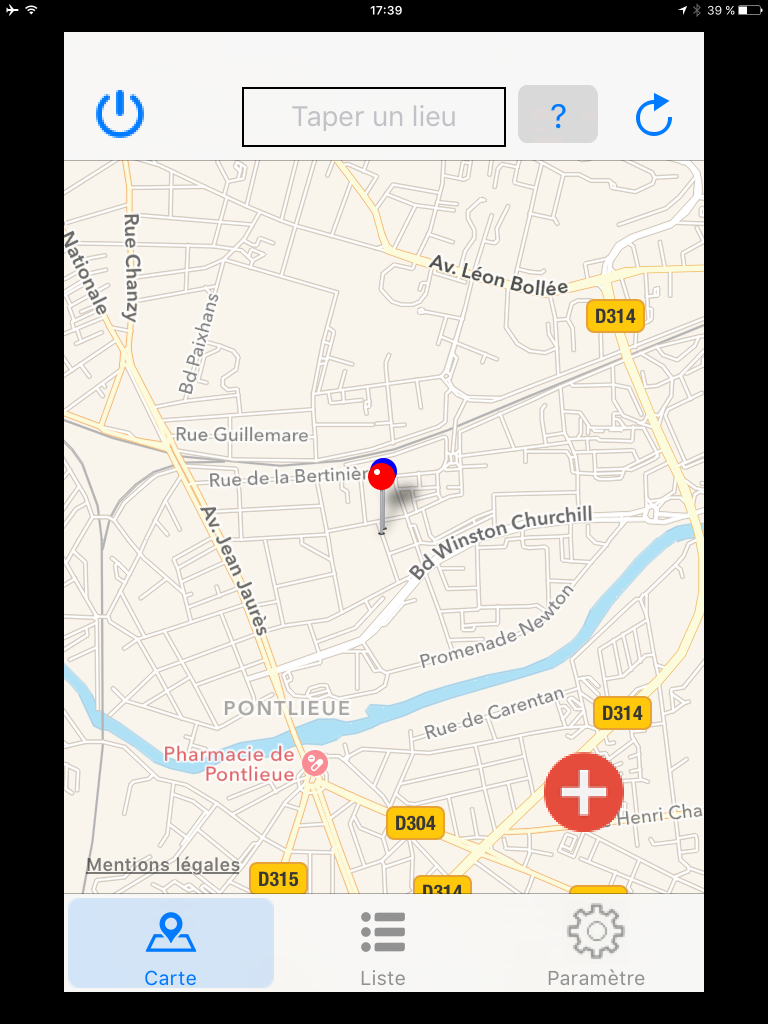 17:39
39 %
Taper un lieu
?
Rue Chanzy
Nationale
Av. Léon Bollée
D314
Bd Paixhans
Rue Guillemare
Rue de la Bertinièr
Bd Winston Churchill
Av. Jean Jaurès
Promenade Newton
PONTLIEUE
Rue de Carentan
D314
Pharmacie de
Pontlieue
D304
Henri Cha
Mentions légales
D315
D314
Carte
Liste
Paramètre